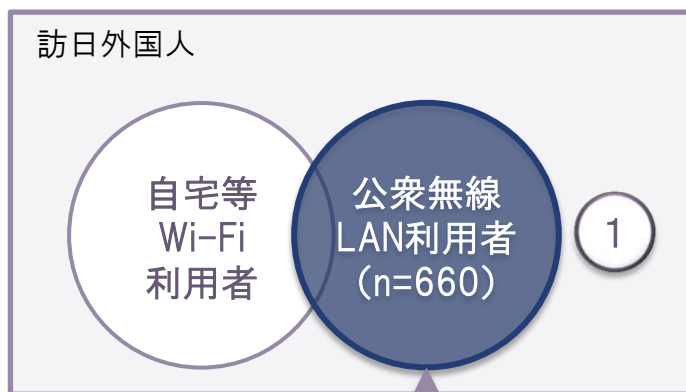 訪日外国人
自宅等
Wi-Fi
利用者
公衆無線
LAN利用者
(n=660)
1